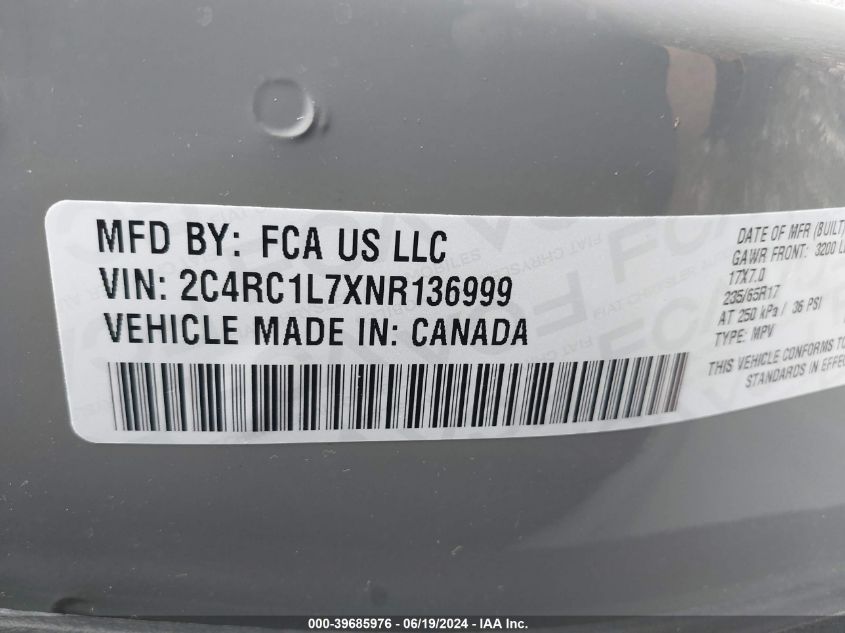 MFD BY: FCA US LLC
VIN: 2C4RC1L7XNR136999
VEHICLE MADE IN: CANADA
DATE OF MFR (BUILT)
GAWR FRONT: 3200
17X7.0
235/65R17
AT 250 kPa / 36 PSI
TYPE: MPV
THIS VEHICLE CONFORMS TO
STANDARDS IN
000-39685976 - 06/19/2024 - IAA Inc.